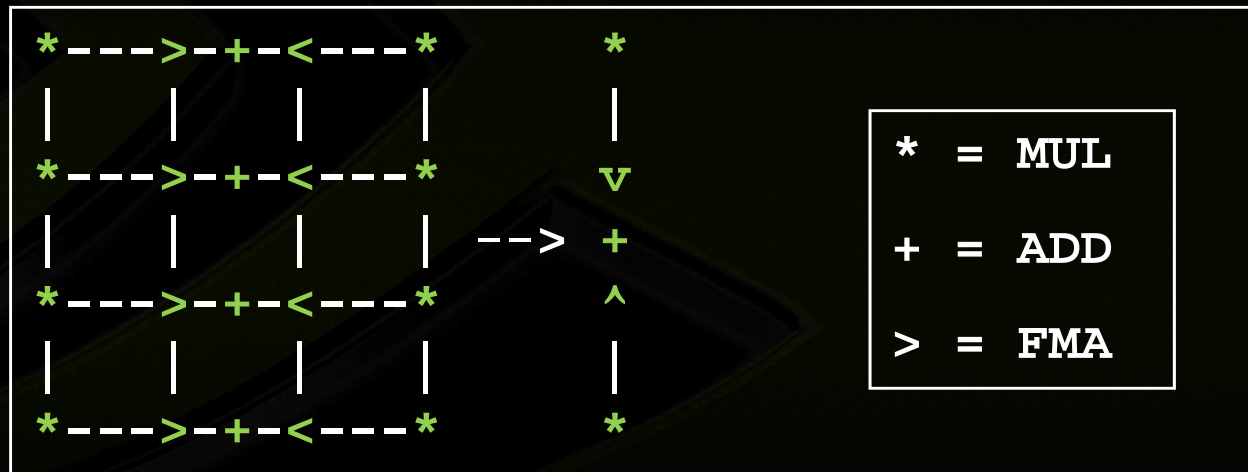 *--->-+-<---* *
| | | | |
*--->-+-<---* v
| | | | --> +
*--->-+-<---* ^
| | | | |
*--->-+-<---* *
* = MUL
+ = ADD
> = FMA